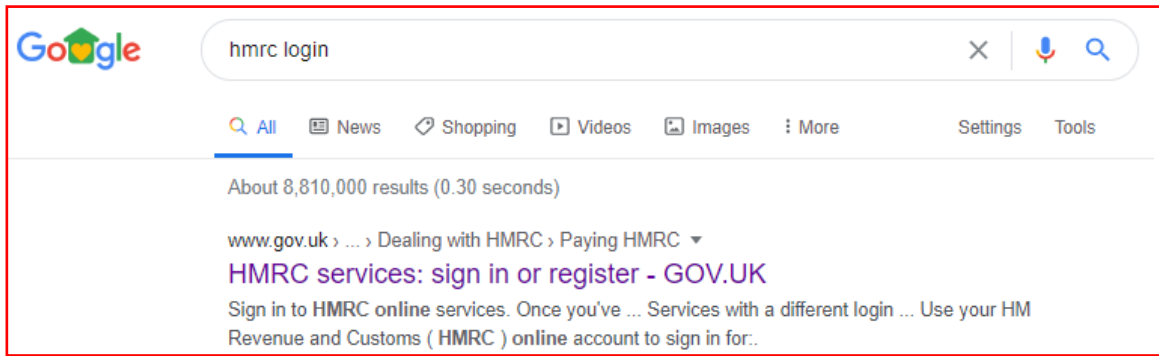 Google
hmrc login
All News Shopping Videos Images More Settings Tools
About 8,810,000 results (0.30 seconds)
www.gov.uk › ... › Dealing with HMRC › Paying HMRC
HMRC services: sign in or register - GOV.UK
Sign in to HMRC online services. Once you've ... Services with a different login ... Use your HM
Revenue and Customs ( HMRC ) online account to sign in for:.